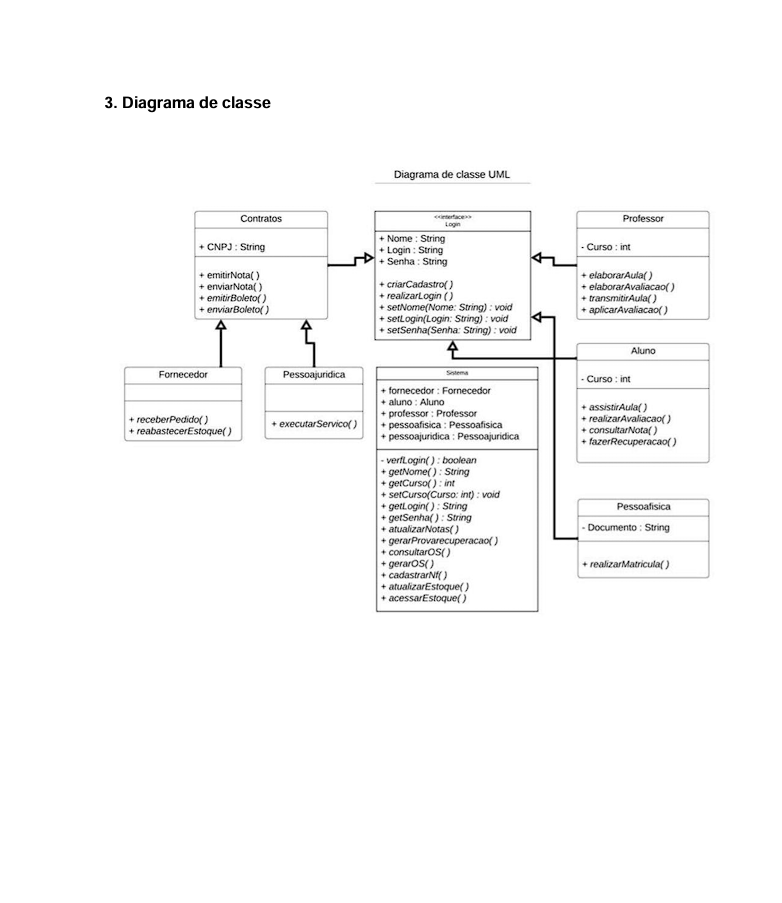 3. Diagrama de classe
Diagrama de classe UML
Contratos
+ CNPJ : String
+ emitirNota( )
+ enviarNota( )
+ emitirBoleto( )
+ enviarBoleto( )
<<interface>>
Login
+ Nome : String
+ Login : String
+ Senha : String
+ criarCadastro( )
+ realizarLogin ( )
+ setNome(Nome: String) : void
+ setLogin(Login: String) : void
+ setSenha(Senha: String) : void
Professor
- Curso : int
+ elaborarAula( )
+ elaborarAvaliacao( )
+ transmitirAula( )
+ aplicarAvaliacao( )
Fornecedor
+ receberPedido( )
+ reabastecerEstoque( )
Pessoajuridica
+ executarServico( )
Sistema
+ fornecedor : Fornecedor
+ aluno : Aluno
+ professor : Professor
+ pessoafisica : Pessoafisica
+ pessoajuridica : Pessoajuridica
- verfLogin( ) : boolean
+ getNome( ) : String
+ getCurso( ) : int
+ setCurso(Curso: int) : void
+ getLogin( ) : String
+ getSenha( ) : String
+ atualizarNotas( )
+ gerarProvarecuperacao( )
+ consultarOS( )
+ gerarOS( )
+ cadastrarNf( )
+ atualizarEstoque( )
+ acessarEstoque( )
Aluno
- Curso : int
+ assistirAula( )
+ realizarAvaliacao( )
+ consultarNota( )
+ fazerRecuperacao( )
Pessoafisica
- Documento : String
+ realizarMatricula( )